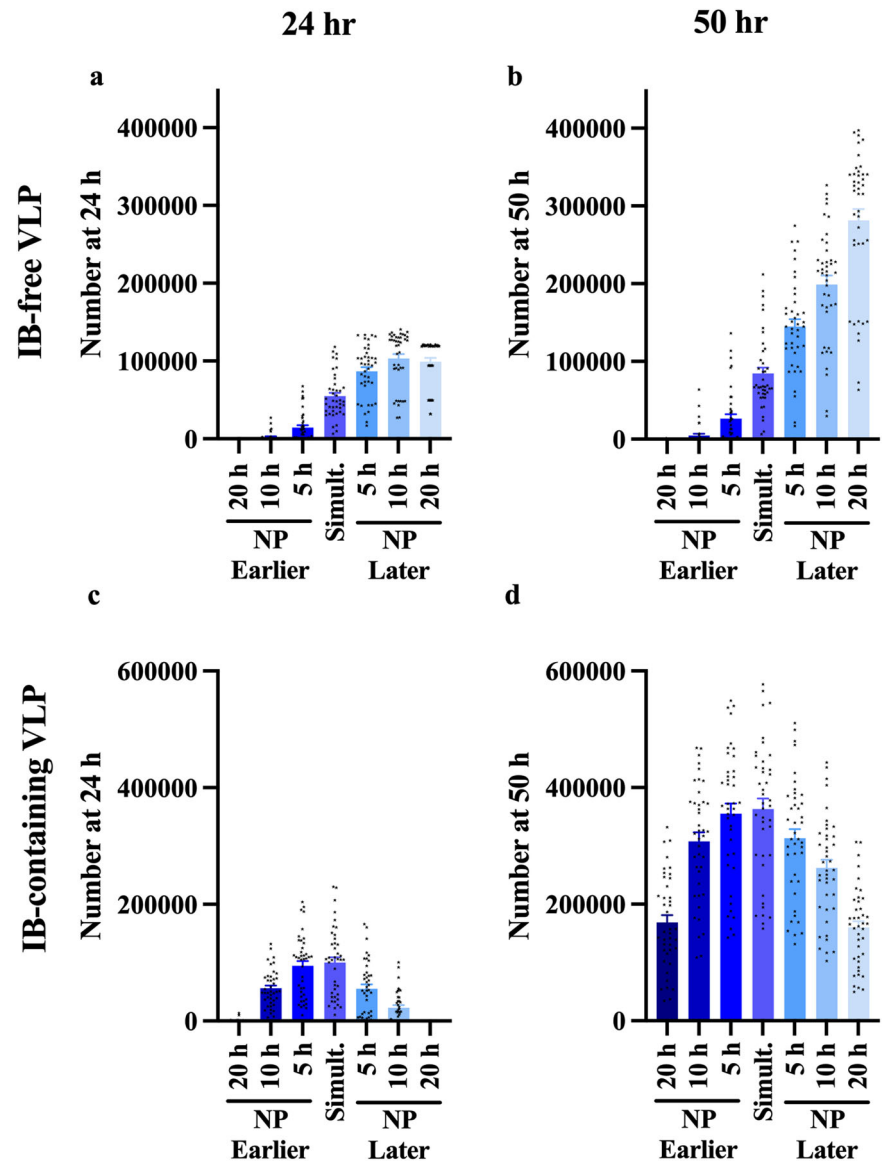 24 hr
50 hr
IB-free VLP
a
Number at 24 h
400000
300000
200000
100000
0
20 h
10 h
5 h
Simult.
5 h
10 h
20 h
NP
Earlier
NP
Later
b
Number at 50 h
400000
300000
200000
100000
0
20 h
10 h
5 h
Simult.
5 h
10 h
20 h
NP
Earlier
NP
Later
IB-containing VLP
c
Number at 24 h
600000
400000
200000
0
20 h
10 h
5 h
Simult.
5 h
10 h
20 h
NP
Earlier
NP
Later
d
Number at 50 h
600000
400000
200000
0
20 h
10 h
5 h
Simult.
5 h
10 h
20 h
NP
Earlier
NP
Later